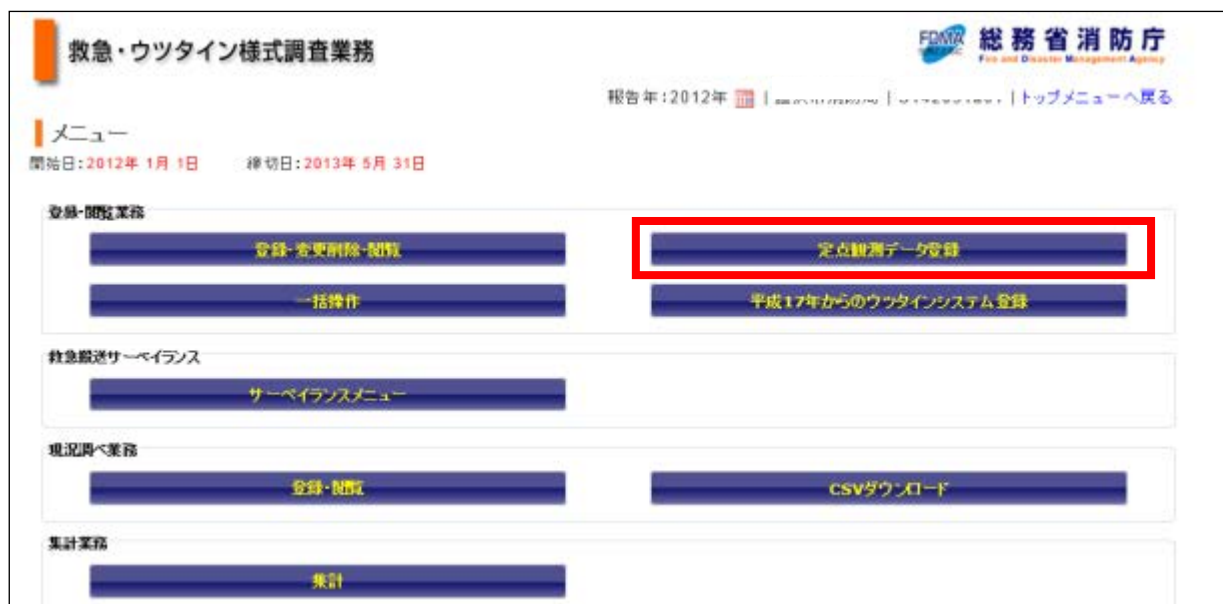 救急・ウツタイン様式調査業務
FDMA 総務省消防庁
Fire and Disaster Management Agency
報告年:2012年 | | | トップメニューへ戻る
メニュー
開始日:2012年 1月 1日 締切日:2013年 5月 31日
登録・閲覧業務
登録・変更削除・閲覧 定点観測データ登録
一括操作 平成17年からのウツタインシステム登録
救急搬送サーベイランス
サーベイランスメニュー
現況調べ業務
登録・閲覧 CSVダウンロード
集計業務
集計